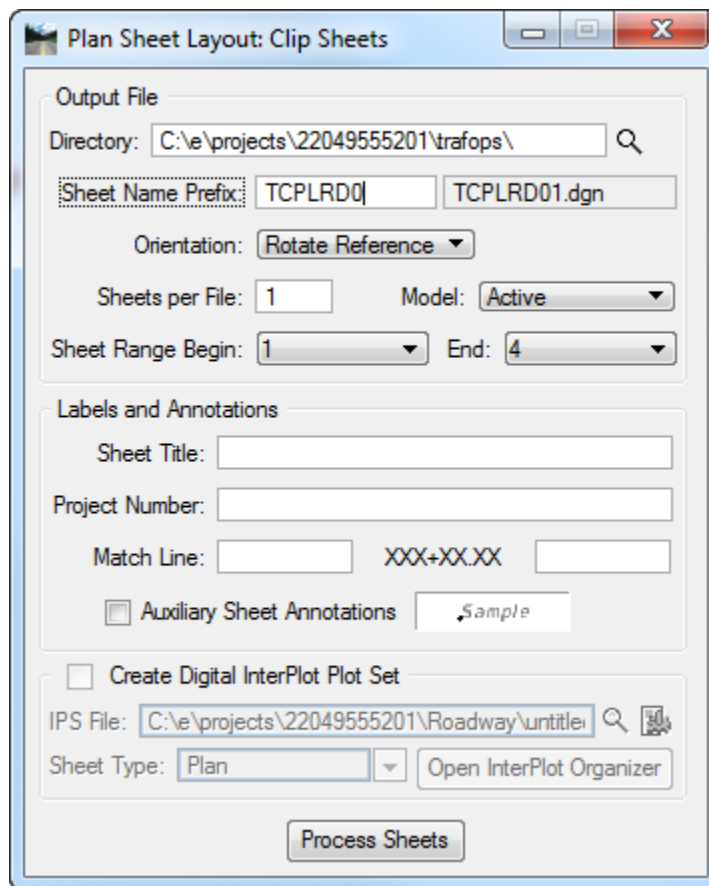 Plan Sheet Layout: Clip Sheets
Output File
Directory: C:\e\projects\22049555201\trafops\
Sheet Name Prefix: TCPLRD0 TCPLRD01.dgn
Orientation: Rotate Reference
Sheets per File: 1 Model: Active
Sheet Range Begin: 1 End: 4
Labels and Annotations
Sheet Title:
Project Number:
Match Line: XXX+XX.XX
Auxiliary Sheet Annotations Sample
Create Digital InterPlot Plot Set
IPS File: C:\e\projects\22049555201\Roadway\untitle
Sheet Type: Plan Open InterPlot Organizer
Process Sheets